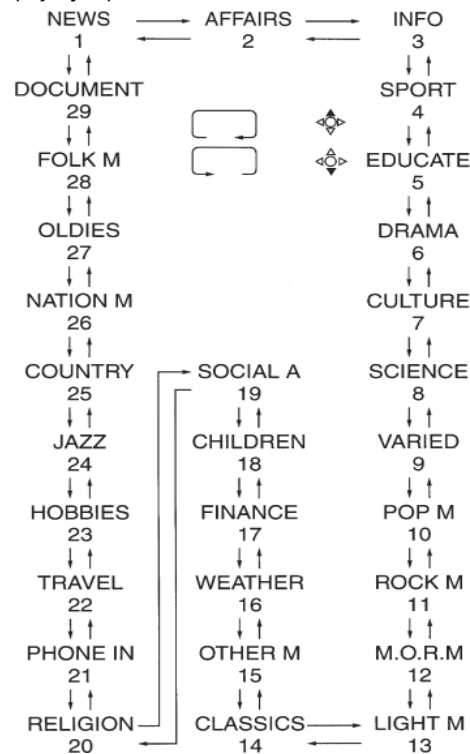 NEWS AFFAIRS INFO
1 2 3
DOCUMENT SPORT
29 4
FOLK M EDUCATE
28 5
OLDIES DRAMA
27 6
NATION M CULTURE
26 7
COUNTRY SOCIAL A SCIENCE
25 19 8
JAZZ CHILDREN VARIED
24 18 9
HOBBIES FINANCE POP M
23 17 10
TRAVEL WEATHER ROCK M
22 16 11
PHONE IN OTHER M M.O.R.M
21 15 12
RELIGION CLASSICS LIGHT M
20 14 13